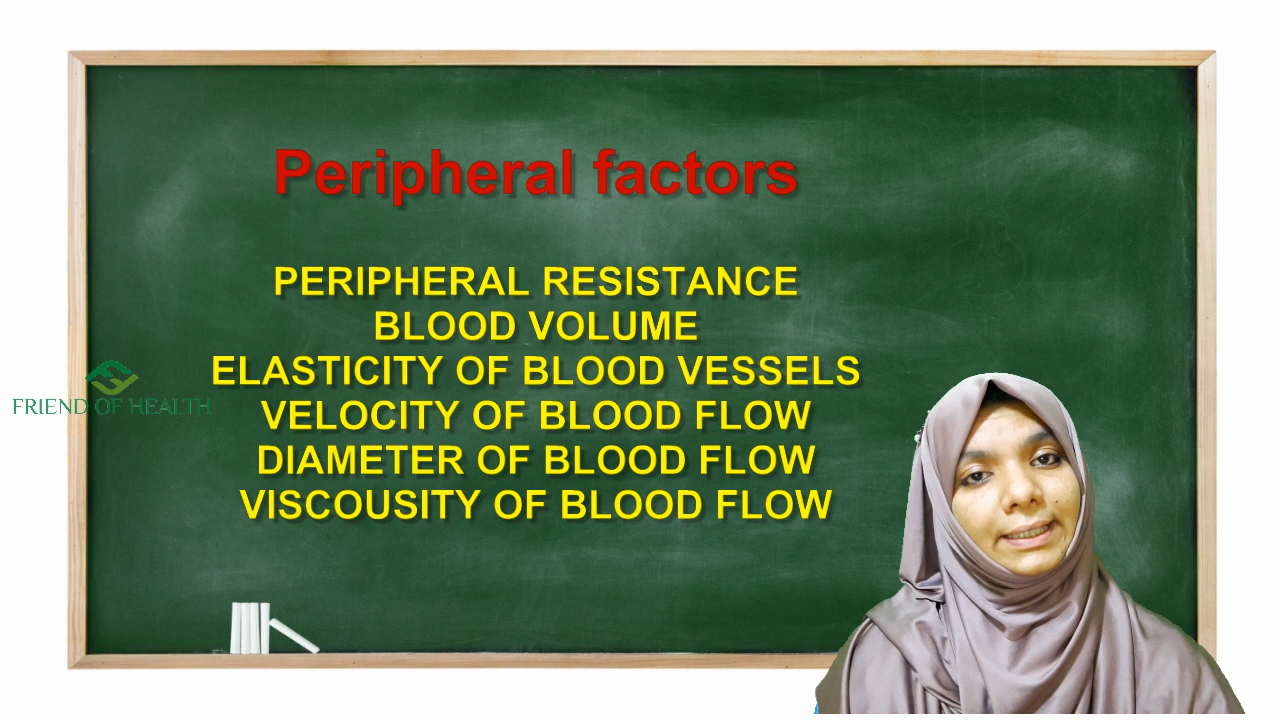 Peripheral factors
PERIPHERAL RESISTANCE
BLOOD VOLUME
ELASTICITY OF BLOOD VESSELS
FRIEND OF HEALTH
VELOCITY OF BLOOD FLOW
DIAMETER OF BLOOD FLOW
VISCOUSITY OF BLOOD FLOW